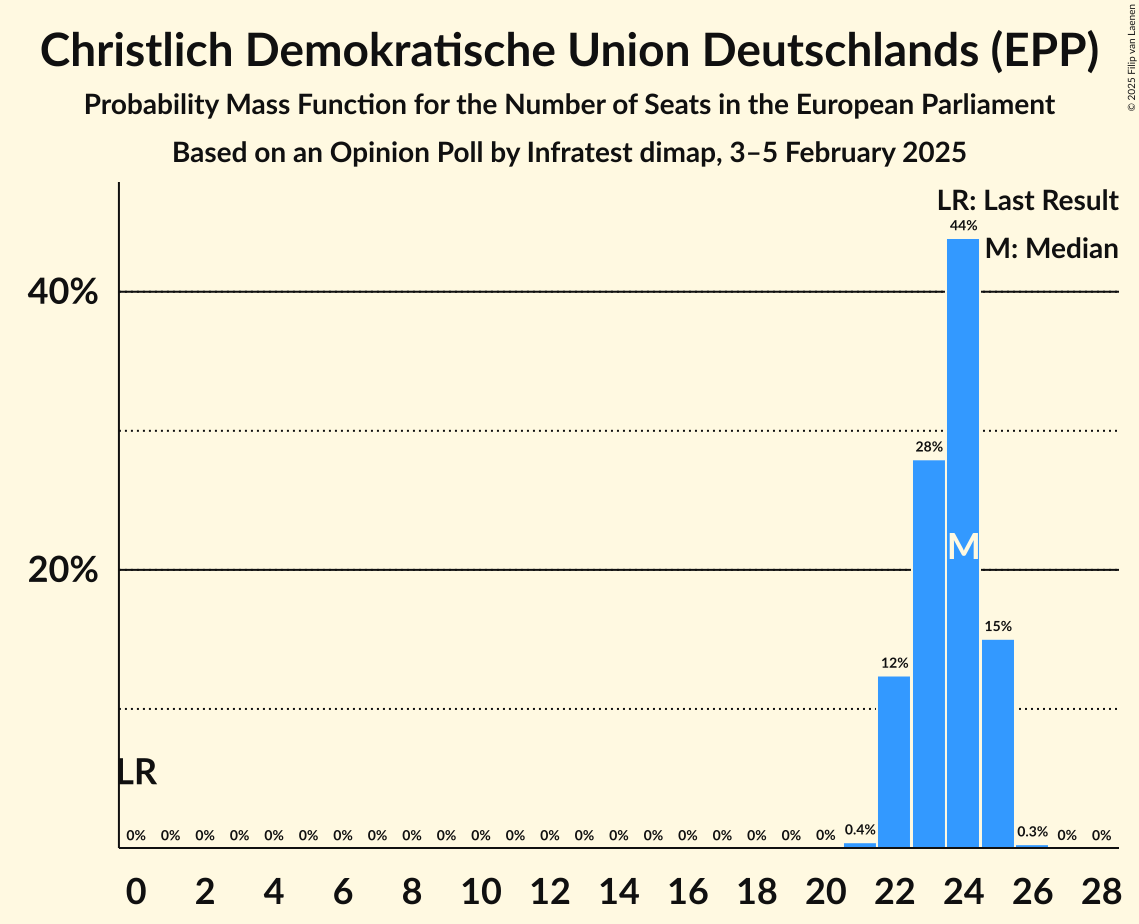 Christlich Demokratische Union Deutschlands (EPP)
Probability Mass Function for the Number of Seats in the European Parliament
Based on an Opinion Poll by Infratest dimap, 3–5 February 2025
© 2025 Filip van Laenen
LR: Last Result
M: Median
44%
40%
28%
M
20%
15%
12%
LR
0% 0% 0% 0% 0% 0% 0% 0% 0% 0% 0% 0% 0% 0% 0% 0% 0% 0% 0% 0% 0% 0.4% 0.3% 0% 0%
0 2 4 6 8 10 12 14 16 18 20 22 24 26 28